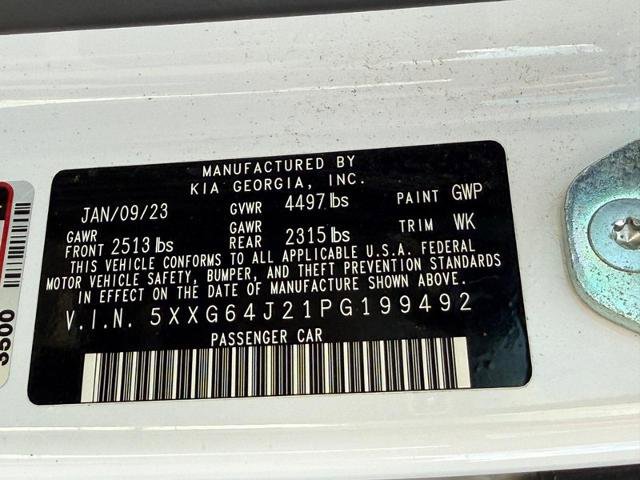 MANUFACTURED BY
KIA GEORGIA, INC.
JAN/09/23 GVWR 4497 lbs PAINT GWP
GAWR FRONT 2513 lbs GAWR REAR 2315 lbs TRIM WK
THIS VEHICLE CONFORMS TO ALL APPLICABLE U.S.A. FEDERAL
MOTOR VEHICLE SAFETY, BUMPER, AND THEFT PREVENTION STANDARDS
IN EFFECT ON THE DATE OF MANUFACTURE SHOWN ABOVE.
V.I.N. 5XXG64J21PG199492
PASSENGER CAR
3500